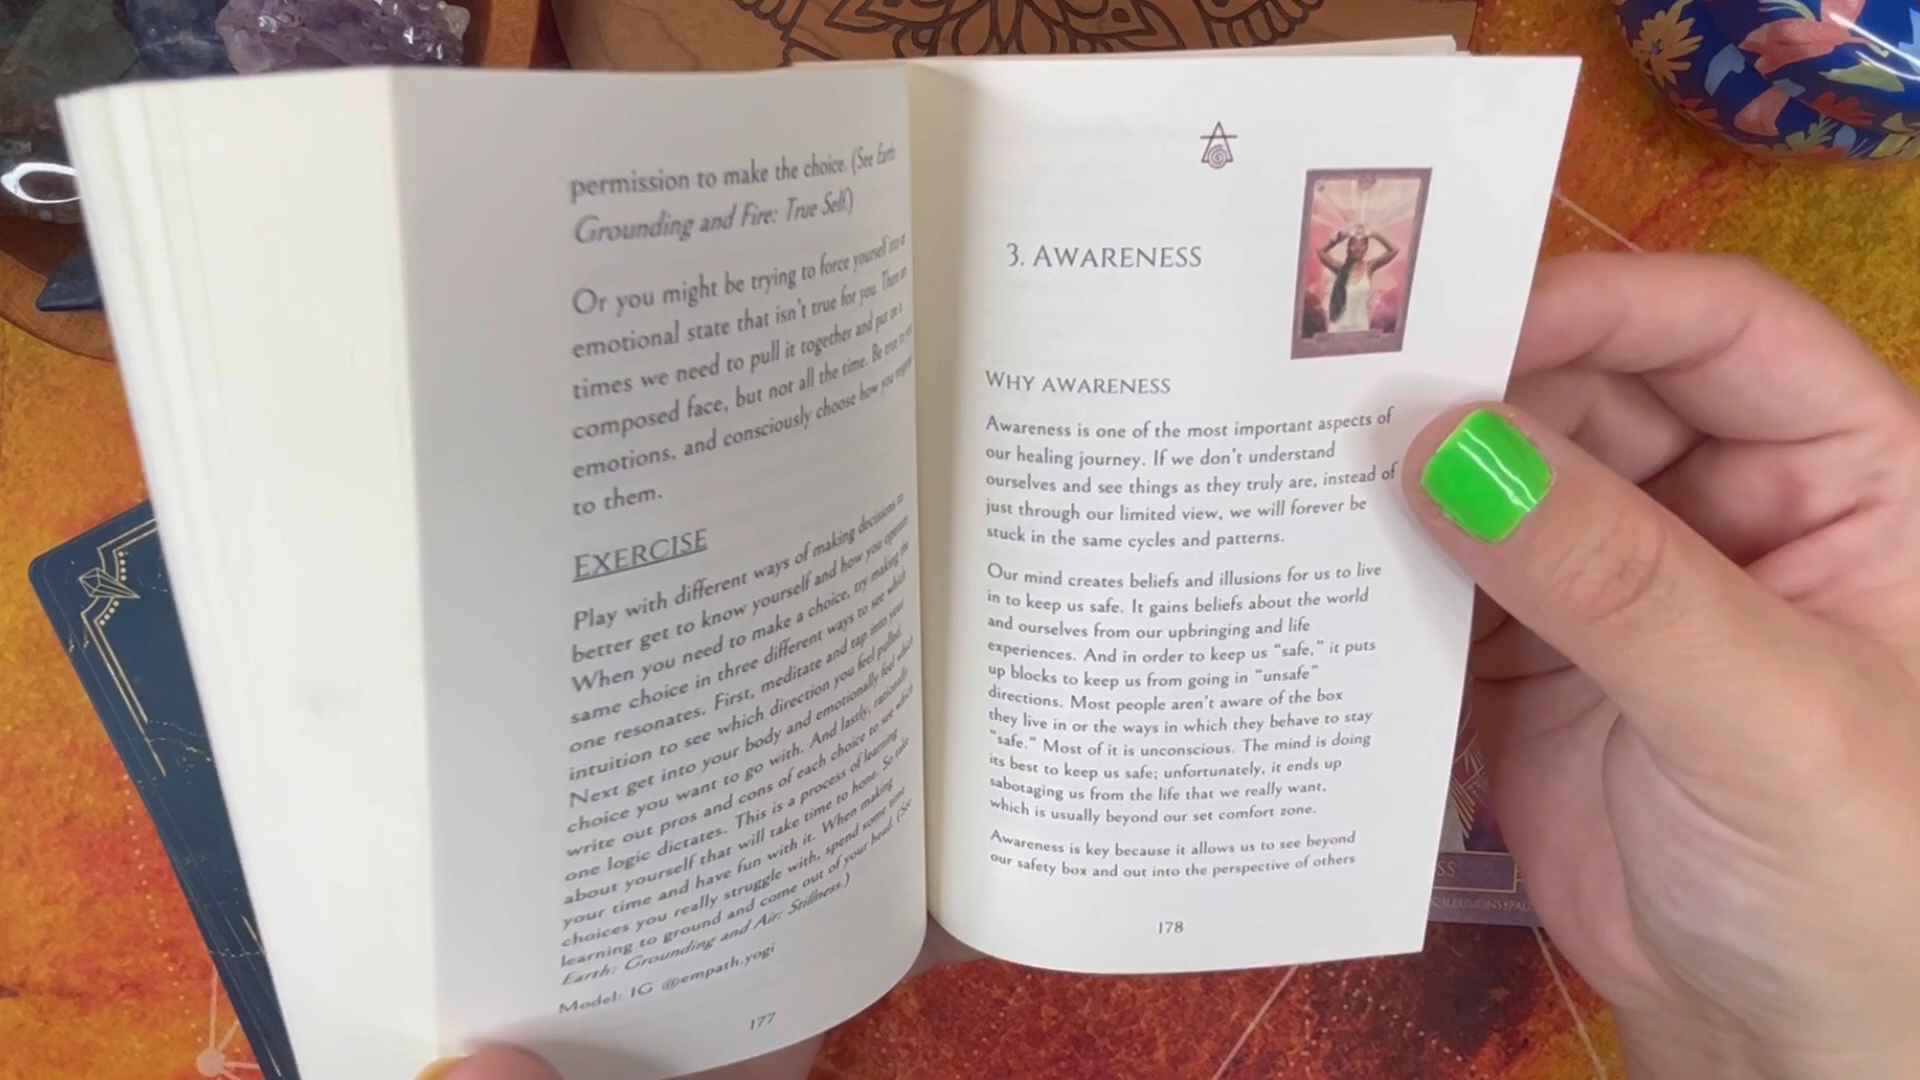 permission to make the choice. (See Earth:
Grounding and Fire: True Self.)
Or you might be trying to force yourself into a
emotional state that isn't true for you. There are
times we need to pull it together and put on a
composed face, but not all the time. Be true to your
emotions, and consciously choose how you respond
to them.
EXERCISE
Play with different ways of making decisions to
better get to know yourself and how you operate.
When you need to make a choice, try making the
same choice in three different ways to see which
one resonates. First, meditate and tap into your
intuition to see which direction you feel pulled.
Next get into your body and emotionally feel which
choice you want to go with. And lastly, rationally
write out pros and cons of each choice to see which
one logic dictates. This is a process of learning
about yourself that will take time to hone. So take
your time and have fun with it. When making
choices you really struggle with, spend some time
learning to ground and come out of your head. (See
Earth: Grounding and Air: Stillness.)
Model: IG @empath.yogi
177
3. AWARENESS
WHY AWARENESS
Awareness is one of the most important aspects of
our healing journey. If we don't understand
ourselves and see things as they truly are, instead of
just through our limited view, we will forever be
stuck in the same cycles and patterns.
Our mind creates beliefs and illusions for us to live
in to keep us safe. It gains beliefs about the world
and ourselves from our upbringing and life
experiences. And in order to keep us "safe," it puts
up blocks to keep us from going in "unsafe"
directions. Most people aren't aware of the box
they live in or the ways in which they behave to stay
"safe." Most of it is unconscious. The mind is doing
its best to keep us safe; unfortunately, it ends up
sabotaging us from the life that we really want,
which is usually beyond our set comfort zone.
Awareness is key because it allows us to see beyond
our safety box and out into the perspective of others
178
SS
ILLUSIONS